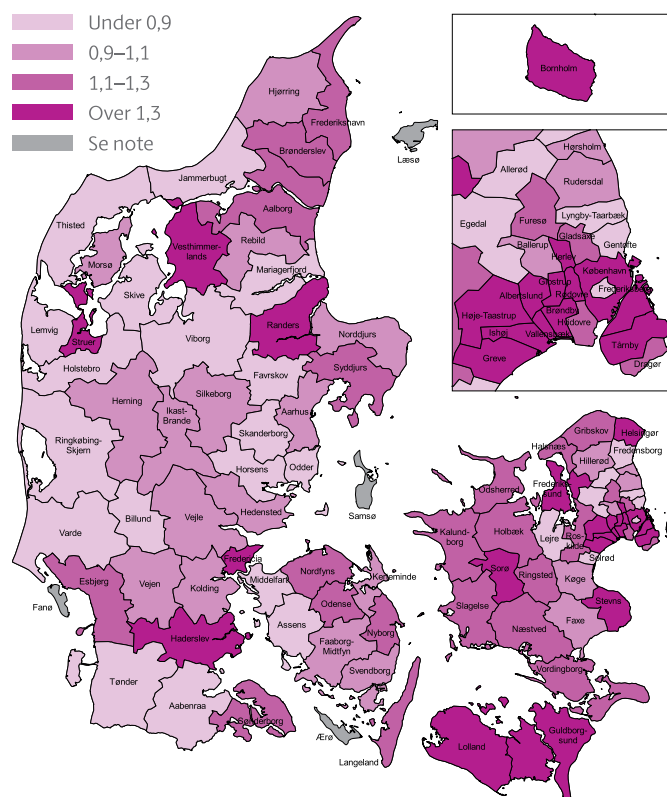 Under 0,9
0,9–1,1
1,1–1,3
Over 1,3
Se note
Hjørring
Frederikshavn
Læsø
Brønderslev
Jammerbugt
Aalborg
Thisted
Vesthimmer-
lands
Rebild
Morsø
Mariagerfjord
Skive
Randers
Norddjurs
Lemvig
Struer
Viborg
Holstebro
Favrskov
Syddjurs
Silkeborg
Herning
Ikast-
Brande
Aarhus
Skanderborg
Ringkøbing-
Skjern
Horsens
Odder
Samsø
Hedensted
Billund
Vejle
Varde
Fredericia
Esbjerg
Vejen
Kolding
Middelfart
Nordfyns
Kerteminde
Fanø
Odense
Assens
Nyborg
Haderslev
Faaborg-
Midtfyn
Svendborg
Tønder
Aabenraa
Sønderborg
Ærø
Langeland
Bornholm
Hørsholm
Allerød
Rudersdal
Egedal
Furesø
Lyngby-Taarbæk
Gladsaxe
Ballerup
Gentofte
Herlev
København
Glostrup
Frederiksberg
Albertslund
Rødovre
Høje-Taastrup
Brøndby
Hvidovre
Ishøj
Vallensbæk
Greve
Tårnby
Dragør
Gribskov
Helsingør
Halsnæs
Fredensborg
Hillerød
Frederiks-
sund
Odsherred
Kalund-
borg
Holbæk
Lejre
Ros-
kilde
Solrød
Sorø
Ringsted
Køge
Stevns
Slagelse
Næstved
Faxe
Vordingborg
Guldborg-
sund
Lolland